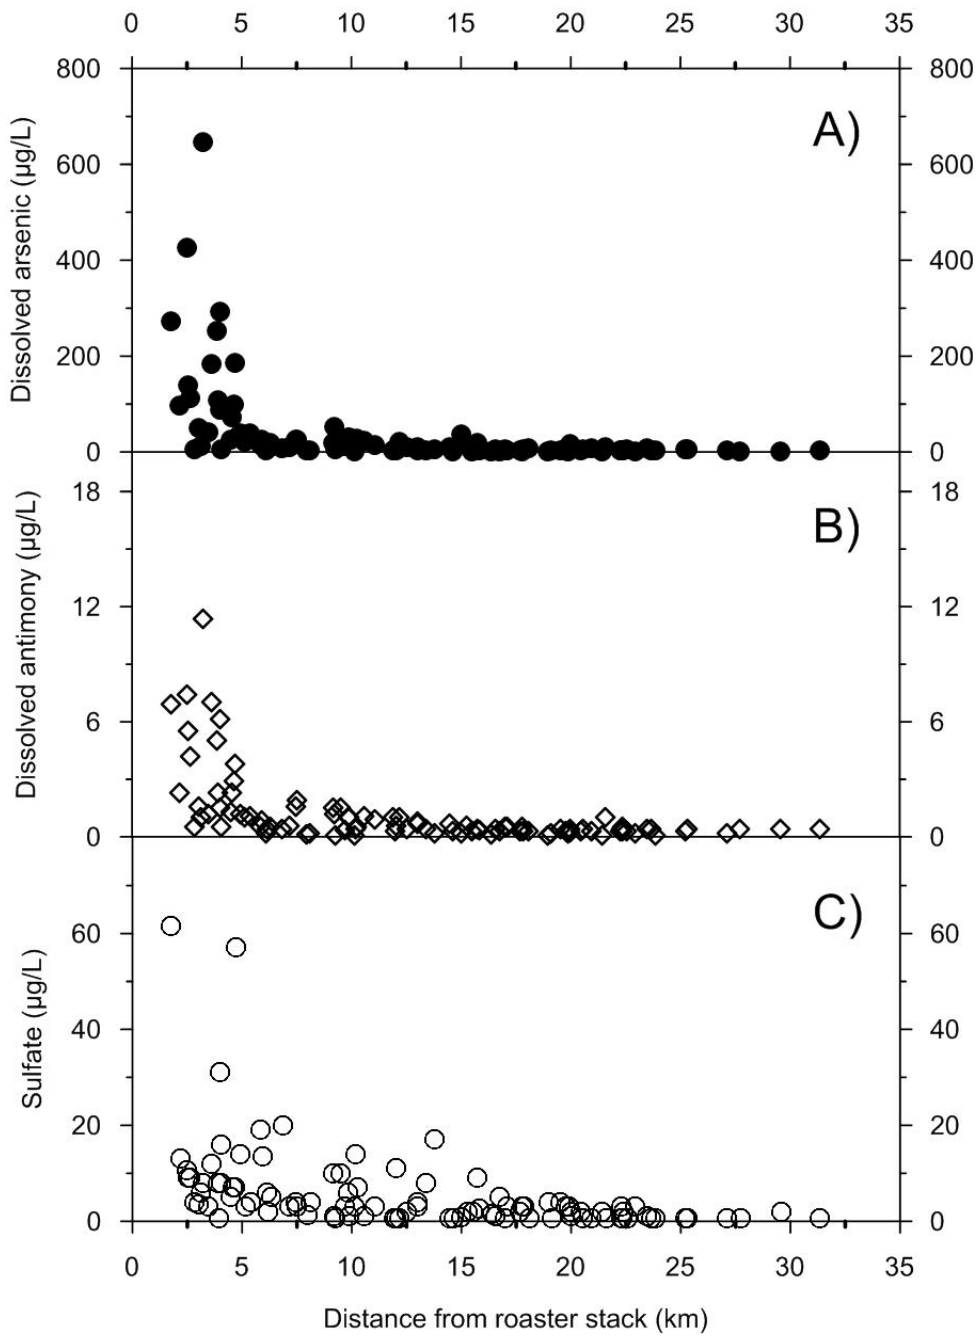 0 5 10 15 20 25 30 35
800 800
A)
600 600
Dissolved arsenic (µg/L)
400 400
200 200
0 0
18 18
B)
Dissolved antimony (µg/L)
12 12
6 6
0 0
C)
60 60
Sulfate (µg/L)
40 40
20 20
0 0
0 5 10 15 20 25 30 35
Distance from roaster stack (km)